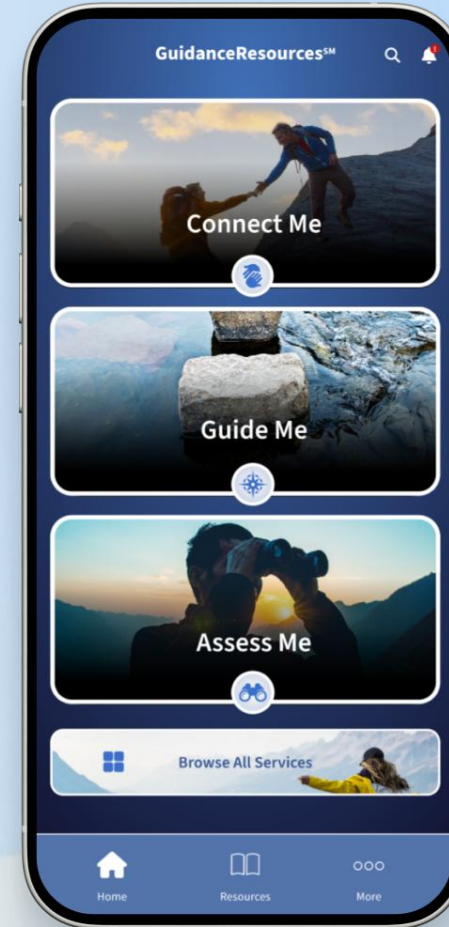 GuidanceResources℠
Connect Me
Guide Me
Assess Me
Browse All Services
Home
Resources
More